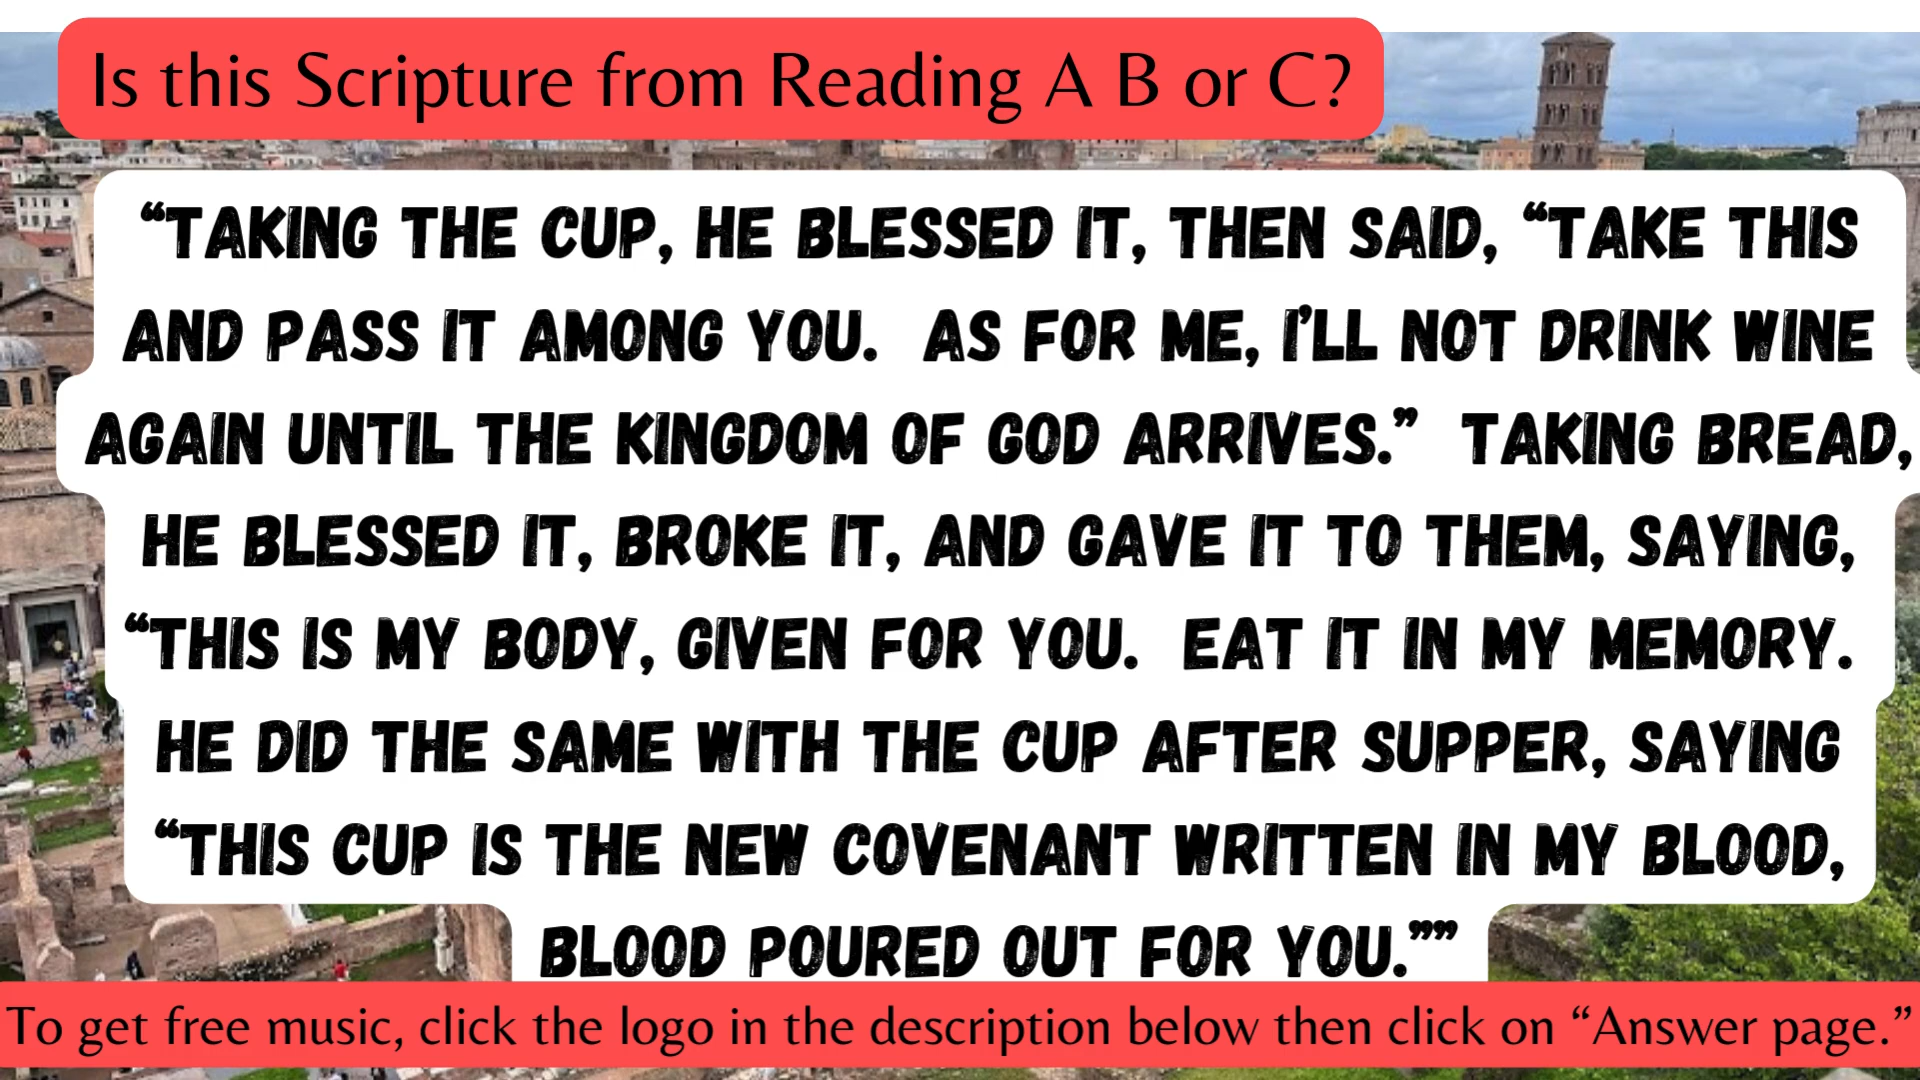 Is this Scripture from Reading A B or C?
“TAKING THE CUP, HE BLESSED IT, THEN SAID, “TAKE THIS
AND PASS IT AMONG YOU.  AS FOR ME, I’LL NOT DRINK WINE
AGAIN UNTIL THE KINGDOM OF GOD ARRIVES.”  TAKING BREAD,
HE BLESSED IT, BROKE IT, AND GAVE IT TO THEM, SAYING,
“THIS IS MY BODY, GIVEN FOR YOU.  EAT IT IN MY MEMORY.
HE DID THE SAME WITH THE CUP AFTER SUPPER, SAYING
“THIS CUP IS THE NEW COVENANT WRITTEN IN MY BLOOD,
BLOOD POURED OUT FOR YOU.””
To get free music, click the logo in the description below then click on “Answer page.”